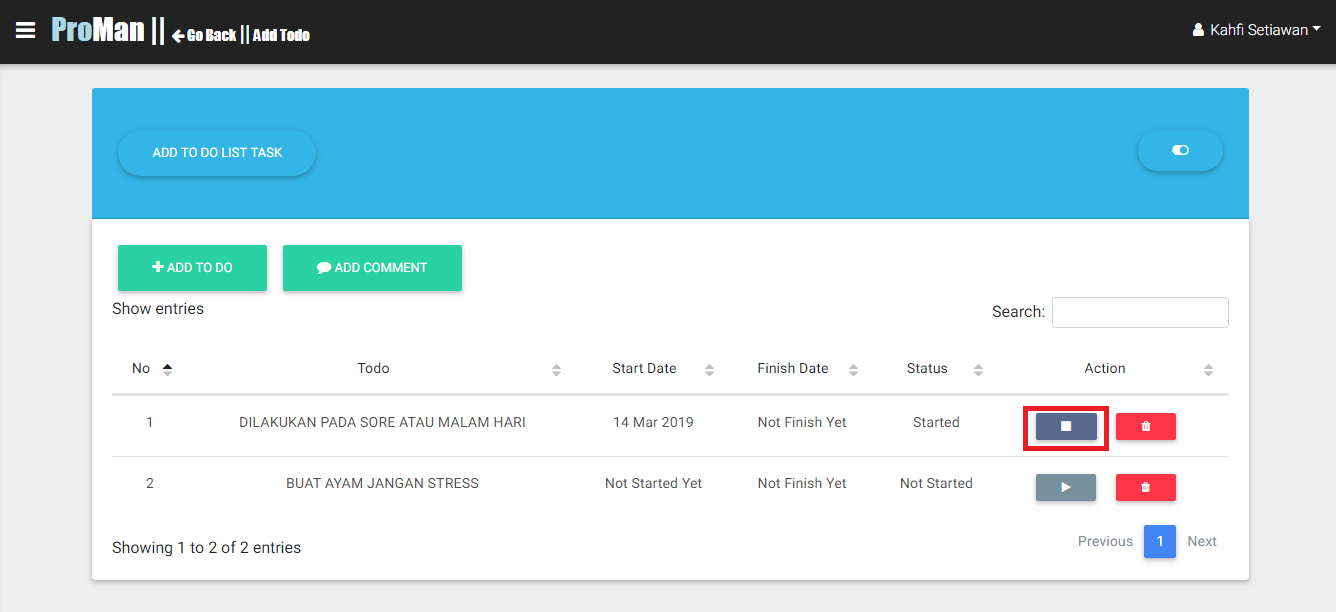 ProMan || Go Back || Add Todo
Kahfi Setiawan
ADD TO DO LIST TASK
ADD TO DO
ADD COMMENT
Show entries
Search:
No Todo Start Date Finish Date Status Action
1 DILAKUKAN PADA SORE ATAU MALAM HARI 14 Mar 2019 Not Finish Yet Started
2 BUAT AYAM JANGAN STRESS Not Started Yet Not Finish Yet Not Started
Showing 1 to 2 of 2 entries
Previous 1 Next